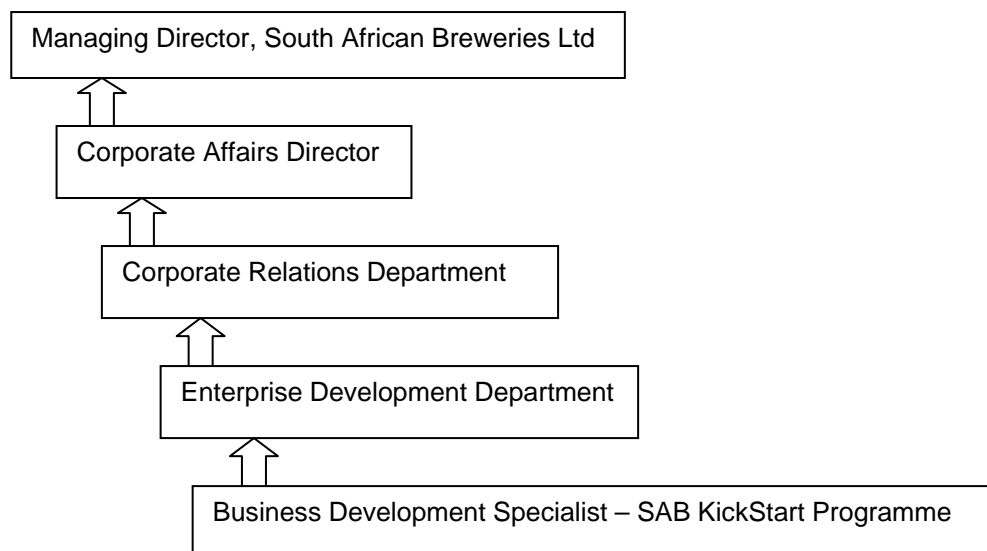 Managing Director, South African Breweries Ltd
Corporate Affairs Director
Corporate Relations Department
Enterprise Development Department
Business Development Specialist – SAB KickStart Programme